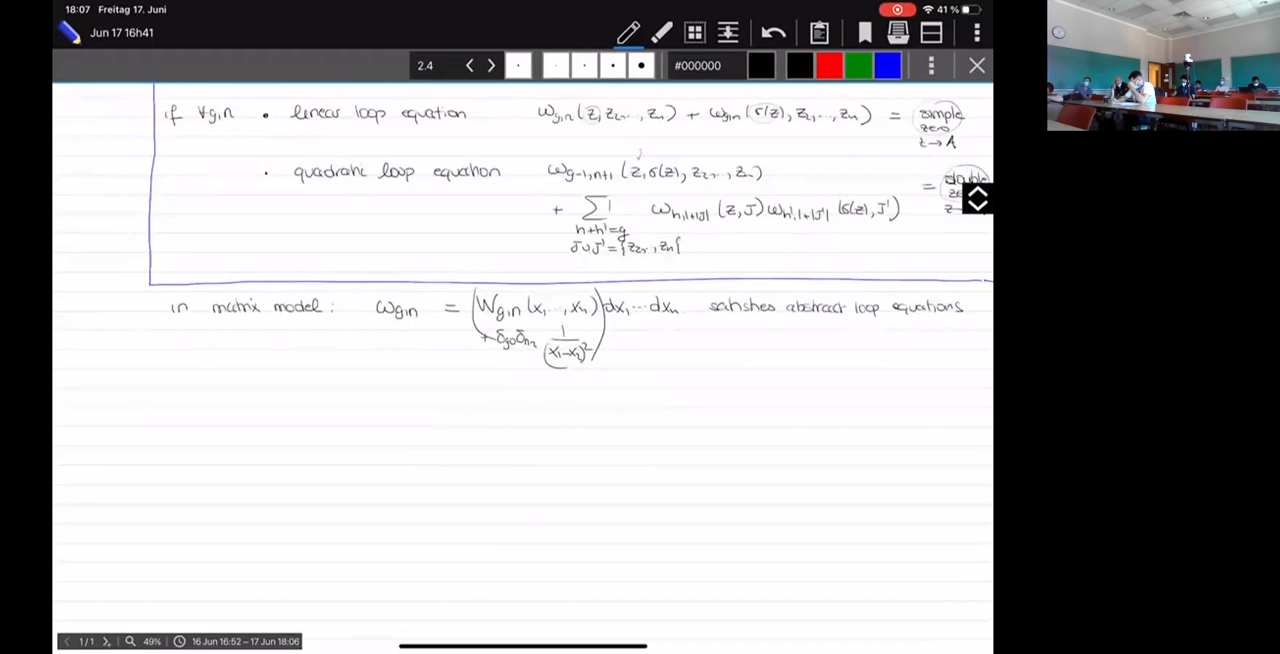 18:07 Freitag 17. Juni
41 %
Jun 17 16h41
2.4
#000000
if ∀g,n • linear loop equation ω_{g,n}(z, z_2, ..., z_n) + ω_{g,n}(σ(z), z_2, ..., z_n) = simple zero z → A
• quadratic loop equation ω_{g-1,n+1}(z, σ(z), z_2, ..., z_n)
+ Σ ω_{h,1+|J|}(z, J) ω_{h',1+|J'|}(σ(z), J') = double
h+h'=g
J∪J'={z_2, ..., z_n}
in matrix model: ω_{g,n} = (W_{g,n}(x_1, ..., x_n) + δ_{g,0} δ_{n,2} 1/(x_1-x_2)^2) dx_1 ... dx_n satisfies abstract loop equations
1/1
49%
16 Jun 16:52 – 17 Jun 18:06